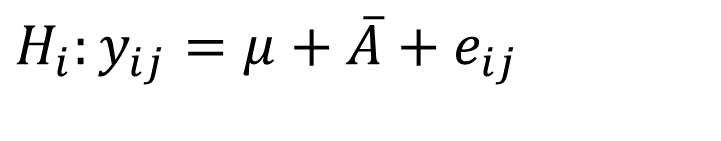 Hᵢ: yᵢⱼ = μ + Ā + eᵢⱼ